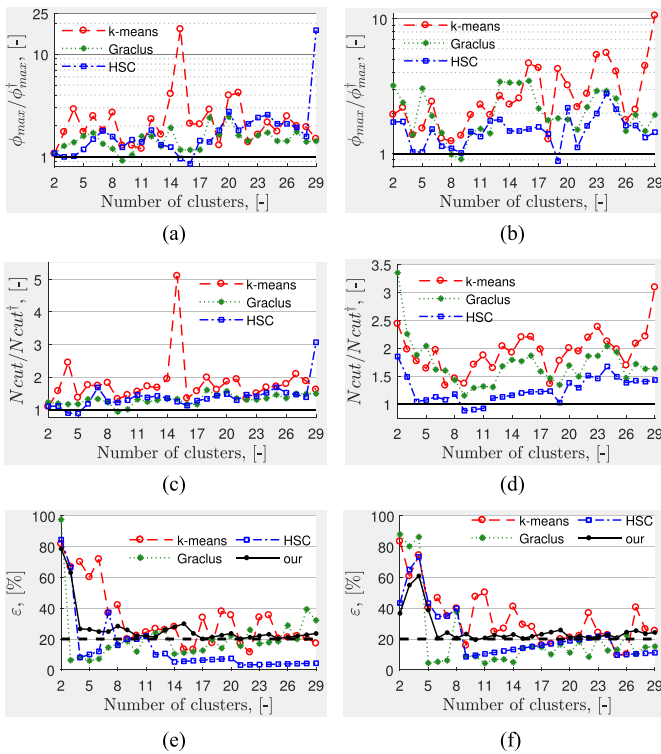 25
k-means
Graclus
HSC
1
ϕmax/ϕ†max, [-]
2 5 8 11 14 17 20 23 26 29
Number of clusters, [-]
(a)
10
k-means
Graclus
HSC
1
ϕmax/ϕ†max, [-]
2 5 8 11 14 17 20 23 26 29
Number of clusters, [-]
(b)
5
4
3
2
1
k-means
Graclus
HSC
Ncut/Ncut†, [-]
2 5 8 11 14 17 20 23 26 29
Number of clusters, [-]
(c)
3.5
3
2.5
2
1.5
1
k-means
Graclus
HSC
Ncut/Ncut†, [-]
2 5 8 11 14 17 20 23 26 29
Number of clusters, [-]
(d)
100
80
60
40
20
0
k-means HSC
Graclus our
ε, [%]
2 5 8 11 14 17 20 23 26 29
Number of clusters, [-]
(e)
100
80
60
40
20
0
k-means HSC
Graclus our
ε, [%]
2 5 8 11 14 17 20 23 26 29
Number of clusters, [-]
(f)